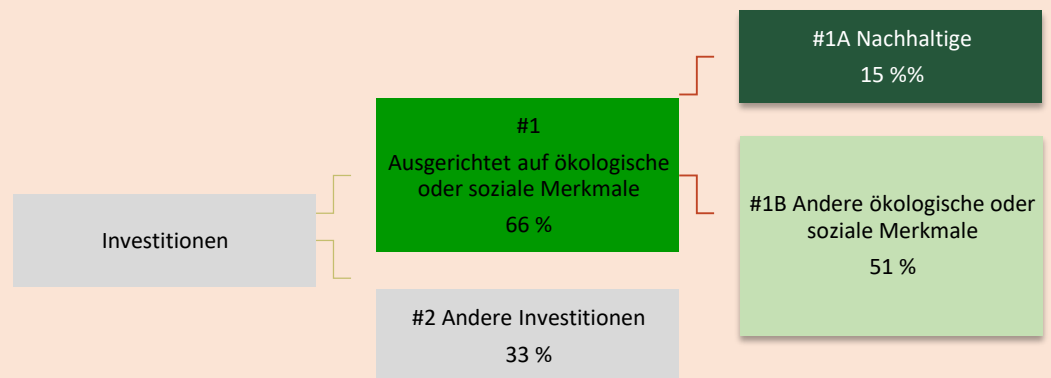 Investitionen
#1
Ausgerichtet auf ökologische
oder soziale Merkmale
66 %
#2 Andere Investitionen
33 %
#1A Nachhaltige
15 %%
#1B Andere ökologische oder
soziale Merkmale
51 %